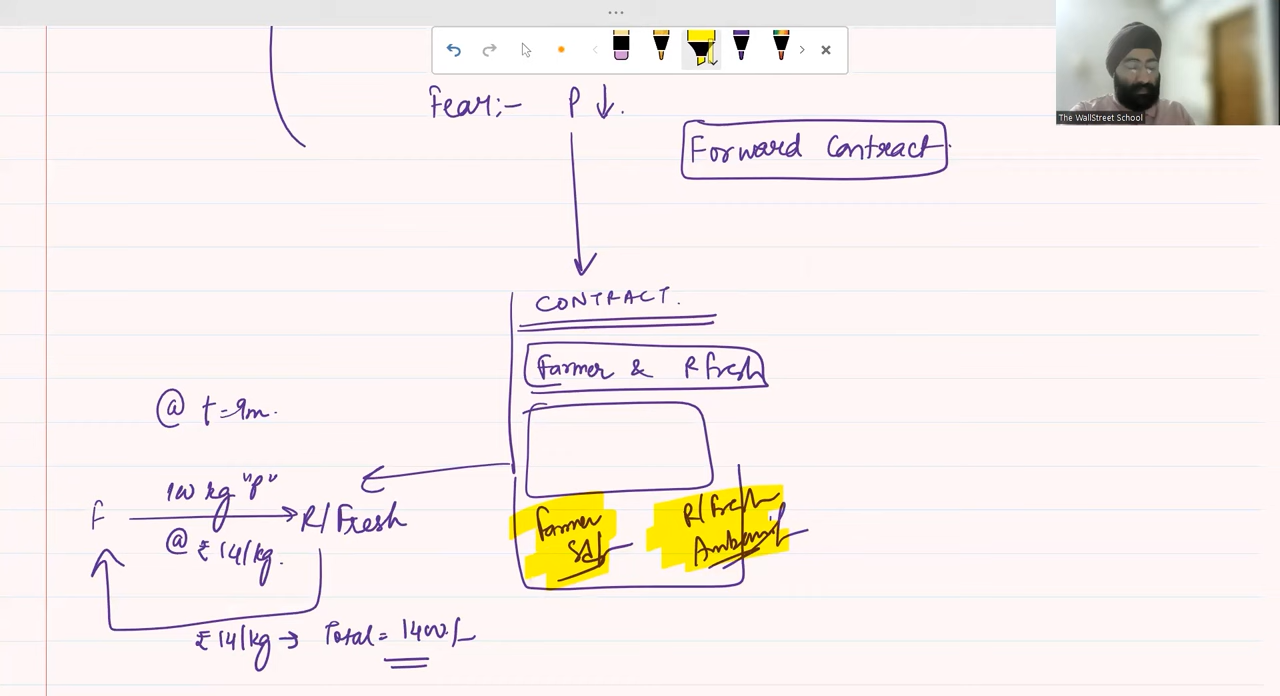 The WallStreet School
Fear:- P ↓.
Forward Contract
CONTRACT.
Farmer & R Fresh
@ t=9m.
100 kg "P"
F → R/Fresh
@ ₹14/kg.
Farmer
Sd/-
R/Fresh
₹14/kg → Total = 1400/-